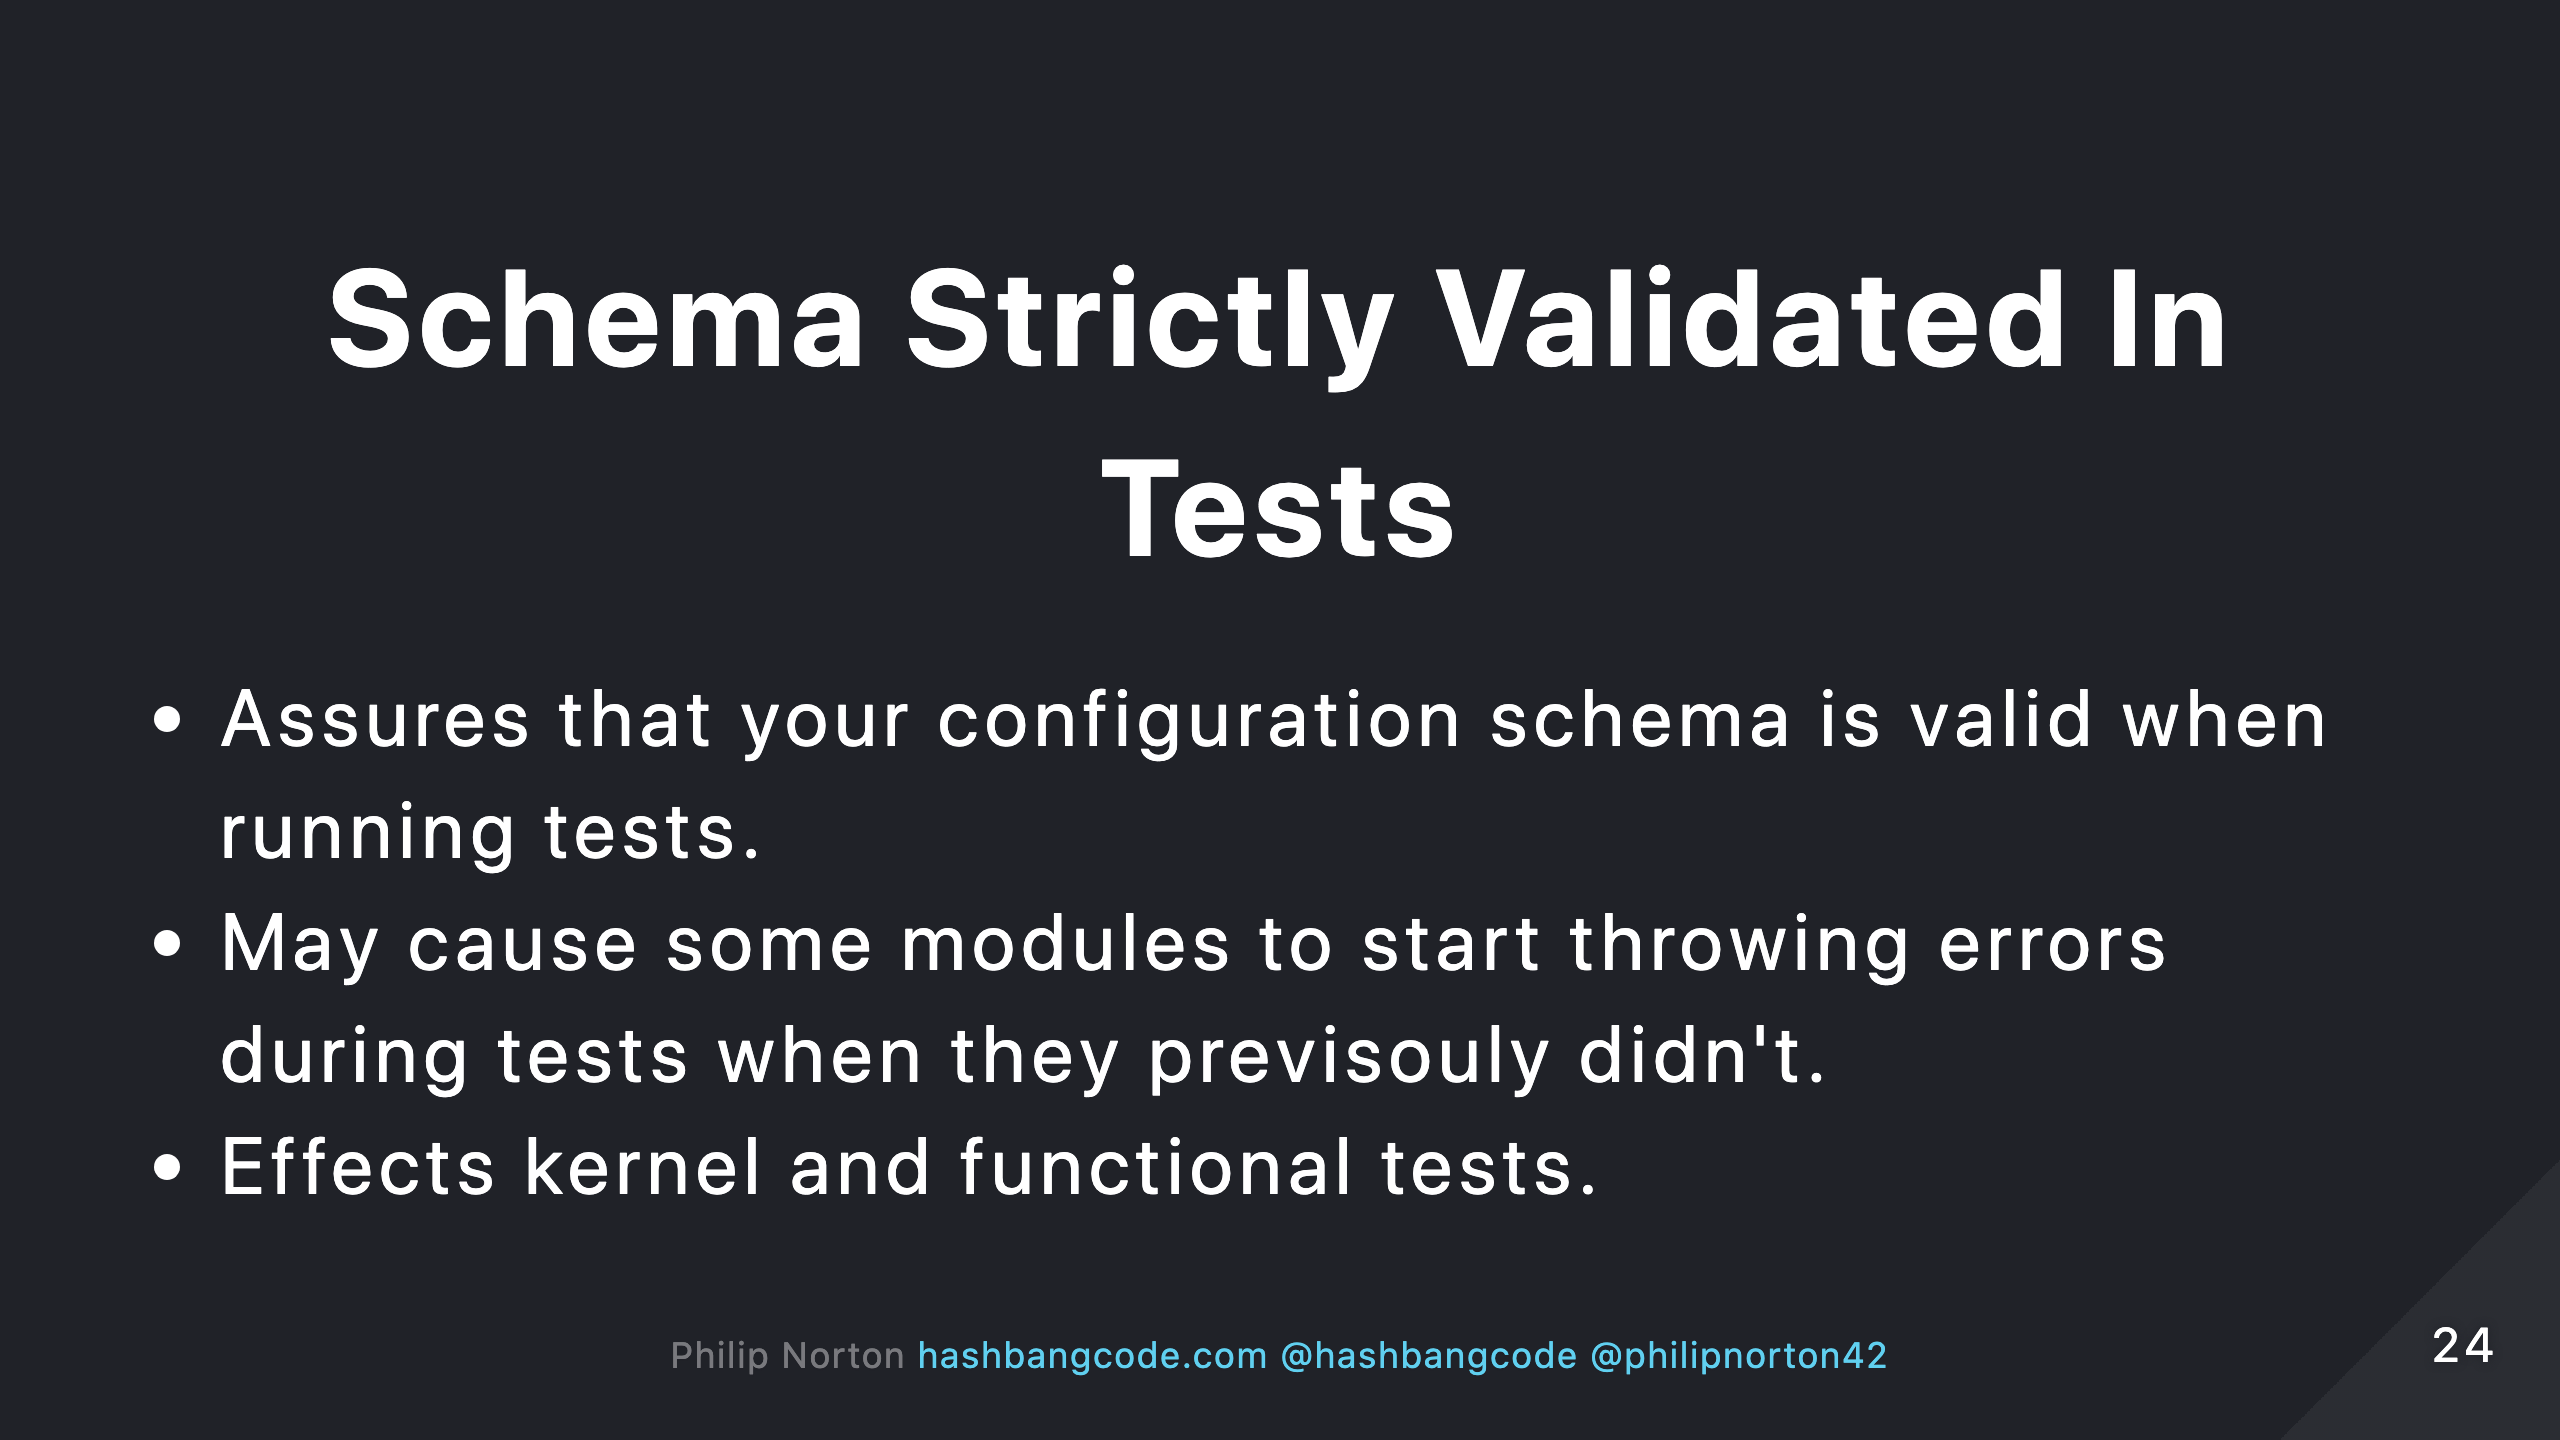 Schema Strictly Validated In
Tests
• Assures that your configuration schema is valid when
running tests.
• May cause some modules to start throwing errors
during tests when they previsouly didn't.
• Effects kernel and functional tests.
Philip Norton hashbangcode.com @hashbangcode @philipnorton42
24